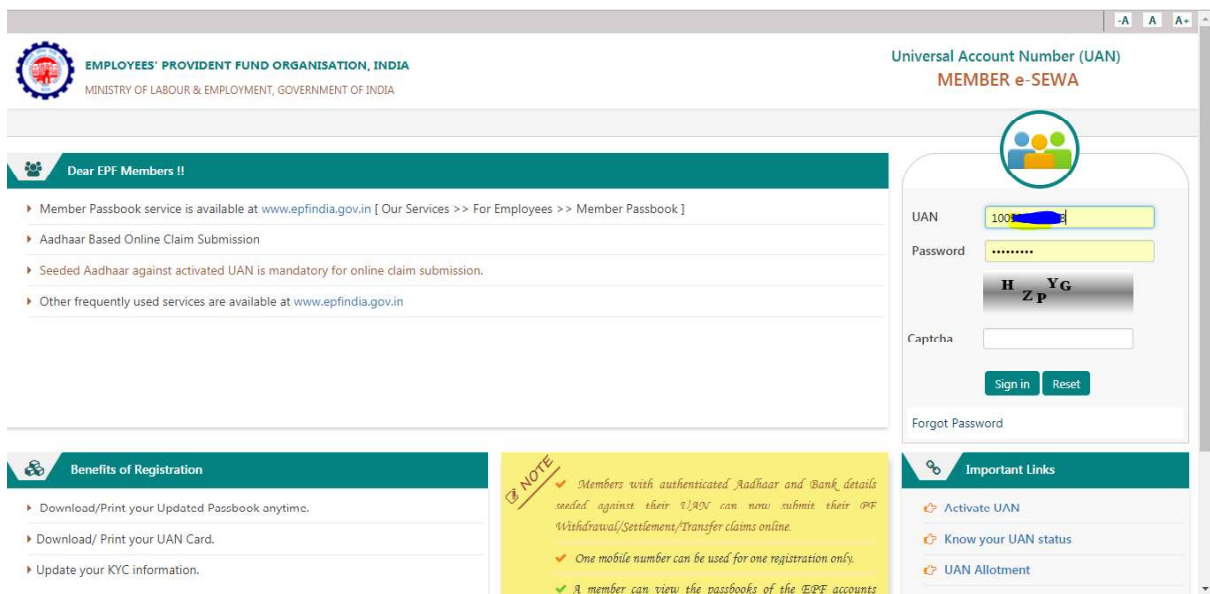 -A A A+
EMPLOYEES' PROVIDENT FUND ORGANISATION, INDIA
MINISTRY OF LABOUR & EMPLOYMENT, GOVERNMENT OF INDIA
Universal Account Number (UAN)
MEMBER e-SEWA
Dear EPF Members !!
Member Passbook service is available at www.epfindia.gov.in [ Our Services >> For Employees >> Member Passbook ]
Aadhaar Based Online Claim Submission
Seeded Aadhaar against activated UAN is mandatory for online claim submission.
Other frequently used services are available at www.epfindia.gov.in
UAN
Password
•••••••••
H Z P Y G
Captcha
Sign in Reset
Forgot Password
Benefits of Registration
Download/Print your Updated Passbook anytime.
Download/ Print your UAN Card.
Update your KYC information.
NOTE
Members with authenticated Aadhaar and Bank details
seeded against their UAN can now submit their PF
Withdrawal/Settlement/Transfer claims online.
One mobile number can be used for one registration only.
A member can view the passbooks of the EPF accounts
Important Links
Activate UAN
Know your UAN status
UAN Allotment